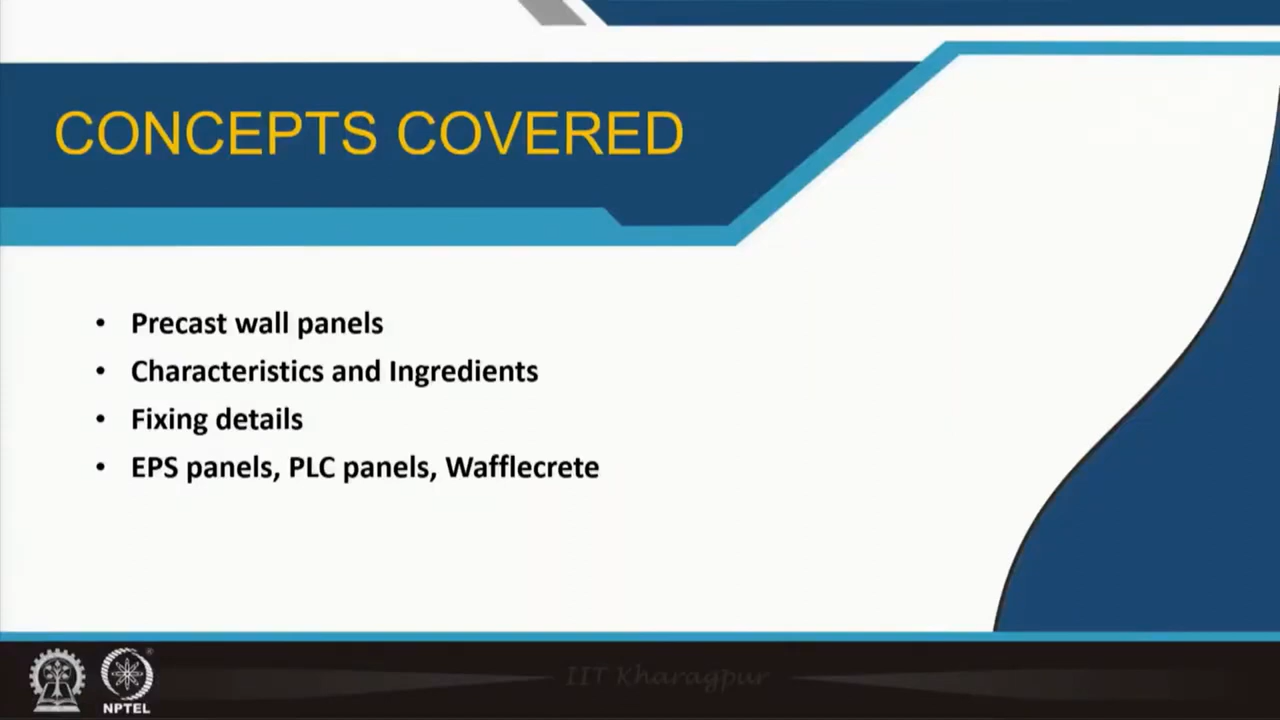 CONCEPTS COVERED
• Precast wall panels
• Characteristics and Ingredients
• Fixing details
• EPS panels, PLC panels, Wafflecrete
IIT Kharagpur
NPTEL